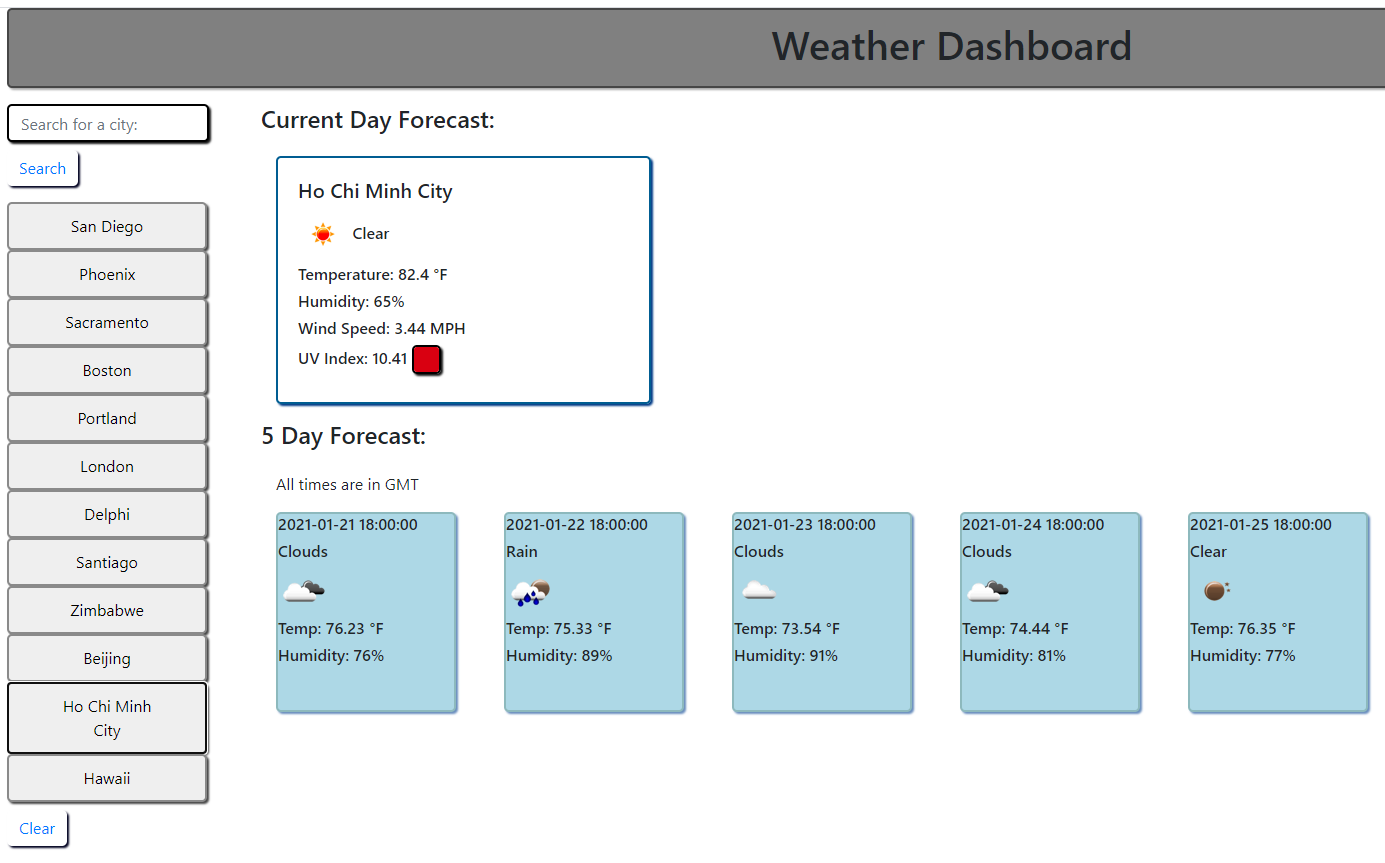 Weather Dashboard
Search for a city:
Search
San Diego
Phoenix
Sacramento
Boston
Portland
London
Delphi
Santiago
Zimbabwe
Beijing
Ho Chi Minh
City
Hawaii
Clear
Current Day Forecast:
Ho Chi Minh City
Clear
Temperature: 82.4 °F
Humidity: 65%
Wind Speed: 3.44 MPH
UV Index: 10.41
5 Day Forecast:
All times are in GMT
2021-01-21 18:00:00
Clouds
Temp: 76.23 °F
Humidity: 76%
2021-01-22 18:00:00
Rain
Temp: 75.33 °F
Humidity: 89%
2021-01-23 18:00:00
Clouds
Temp: 73.54 °F
Humidity: 91%
2021-01-24 18:00:00
Clouds
Temp: 74.44 °F
Humidity: 81%
2021-01-25 18:00:00
Clear
Temp: 76.35 °F
Humidity: 77%